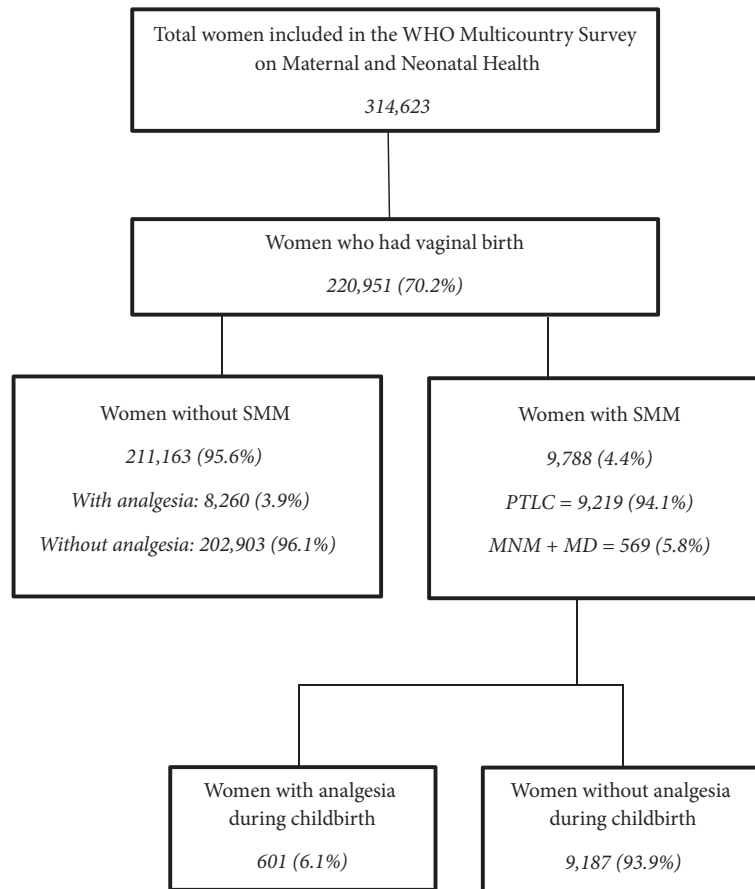 Total women included in the WHO Multicountry Survey
on Maternal and Neonatal Health
314,623
Women who had vaginal birth
220,951 (70.2%)
Women without SMM
211,163 (95.6%)
With analgesia: 8,260 (3.9%)
Without analgesia: 202,903 (96.1%)
Women with SMM
9,788 (4.4%)
PTLC = 9,219 (94.1%)
MNM + MD = 569 (5.8%)
Women with analgesia
during childbirth
601 (6.1%)
Women without analgesia
during childbirth
9,187 (93.9%)